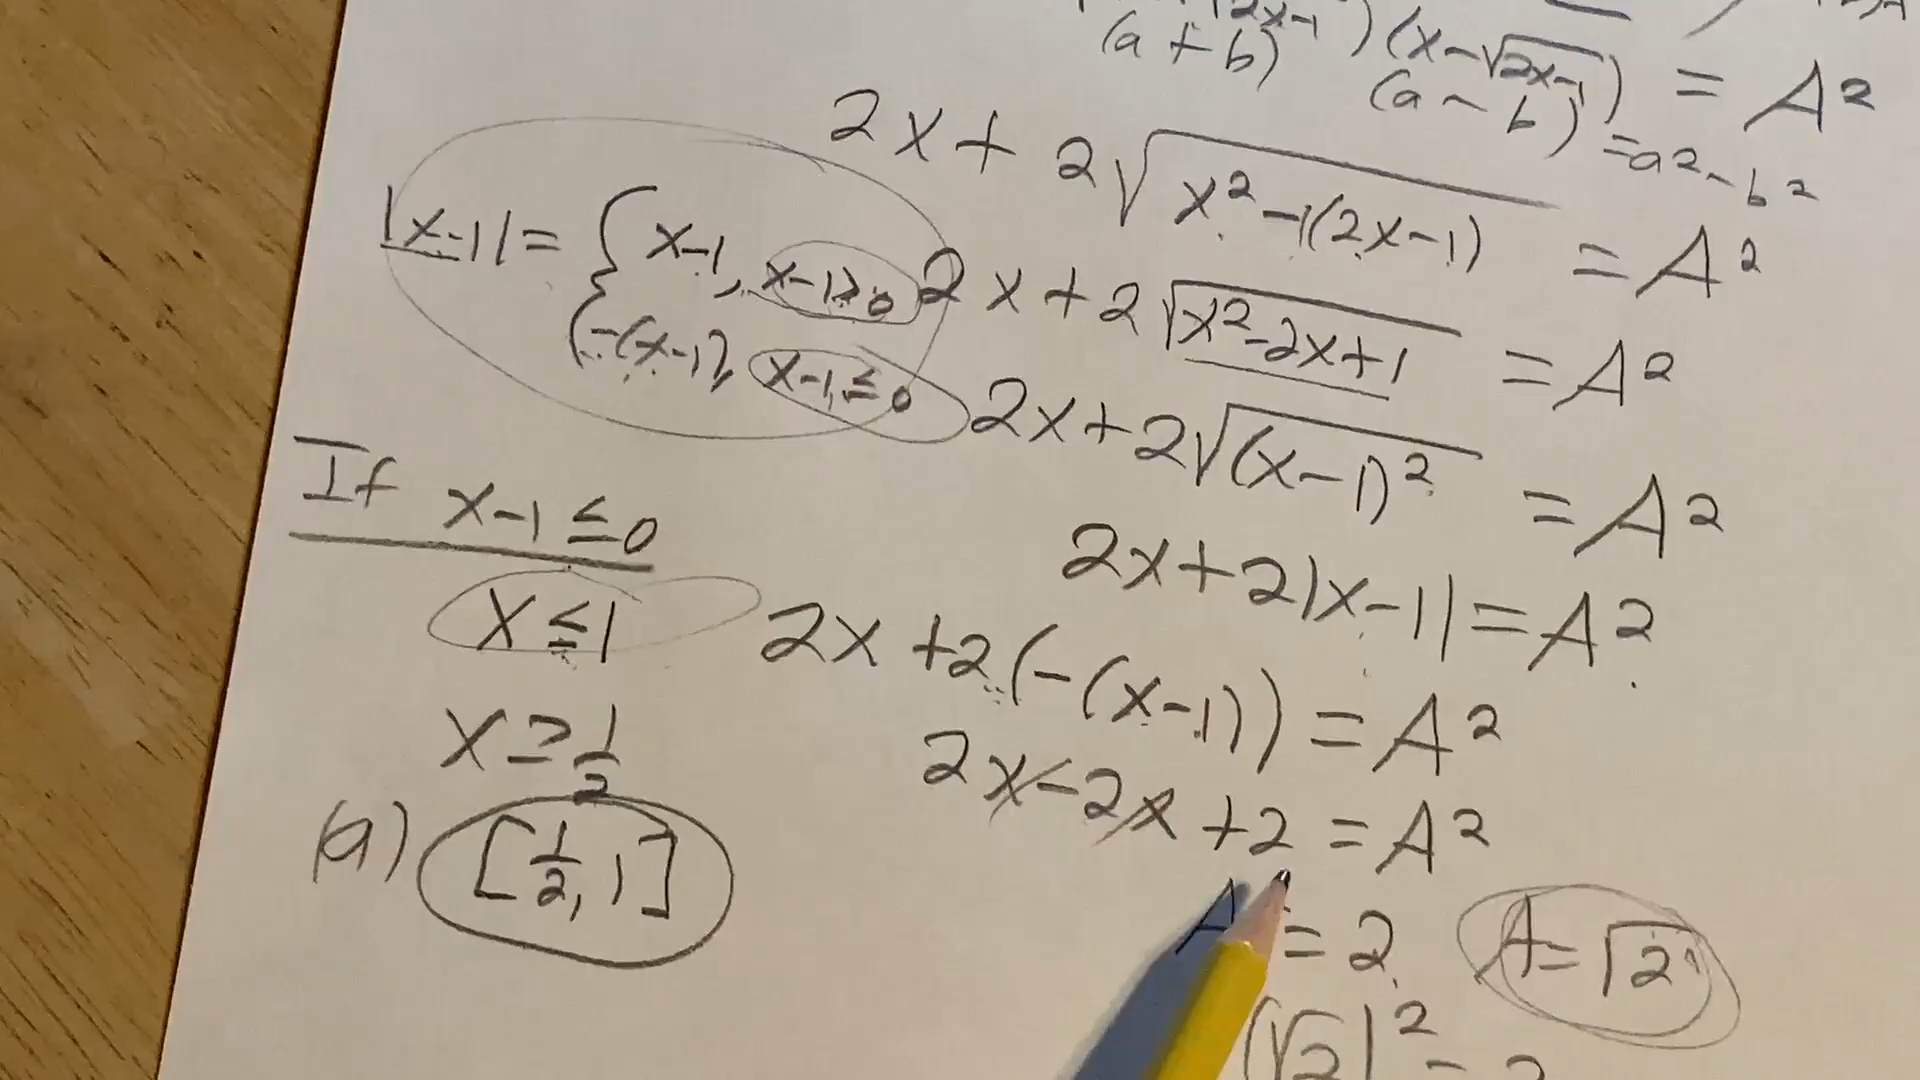 2x-1)(x-√2x-1) = A²
(a+b) (a-b) = a²-b²
2x+2√x²-1(2x-1) = A²
|x-1| = { x-1, x-1≥0
-(x-1), x-1≤0
2x+2√x²-2x+1 = A²
2x+2√(x-1)² = A²
If x-1≤0
2x+2|x-1| = A²
x≤1
2x+2(-(x-1)) = A²
x≥1/2
2x-2x+2 = A²
(a) [1/2, 1]
A = 2
A=√2
(√2)² =